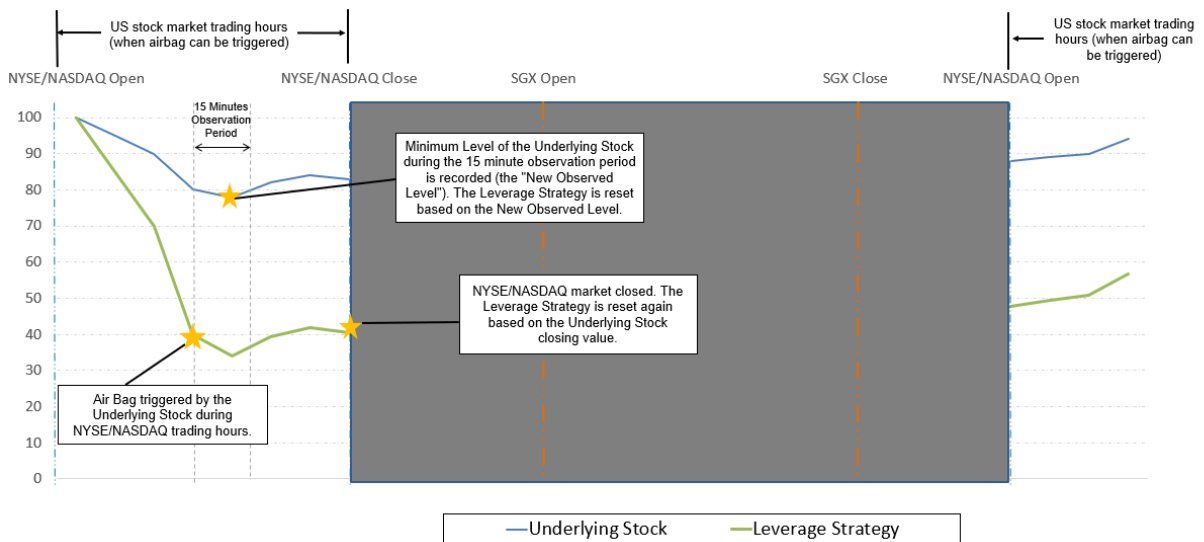 US stock market trading hours
(when airbag can be triggered)
US stock market trading
hours (when airbag can
be triggered)
NYSE/NASDAQ Open
NYSE/NASDAQ Close
SGX Open
SGX Close
NYSE/NASDAQ Open
15 Minutes
Observation
Period
100
90
80
70
60
50
40
30
20
10
0
Minimum Level of the Underlying Stock
during the 15 minute observation period
is recorded (the "New Observed
Level"). The Leverage Strategy is reset
based on the New Observed Level.
NYSE/NASDAQ market closed. The
Leverage Strategy is reset again
based on the Underlying Stock
closing value.
Air Bag triggered by the
Underlying Stock during
NYSE/NASDAQ trading hours.
Underlying Stock
Leverage Strategy